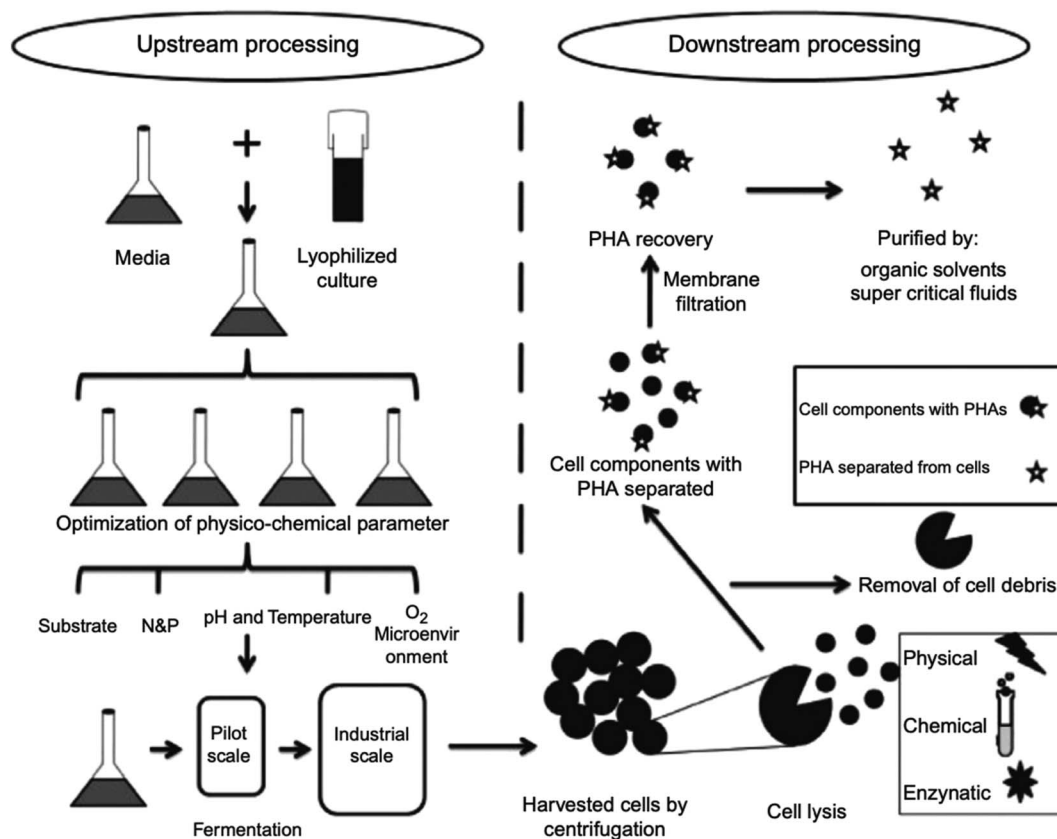 Upstream processing
Media
Lyophilized
culture
Optimization of physico-chemical parameter
Substrate
N&P
pH and Temperature
O2
Microenvir
onment
Pilot
scale
Industrial
scale
Fermentation
Downstream processing
PHA recovery
Purified by:
organic solvents
super critical fluids
Membrane
filtration
Cell components with
PHA separated
Cell components with PHAs
PHA separated from cells
Removal of cell debris
Harvested cells by
centrifugation
Cell lysis
Physical
Chemical
Enzynatic